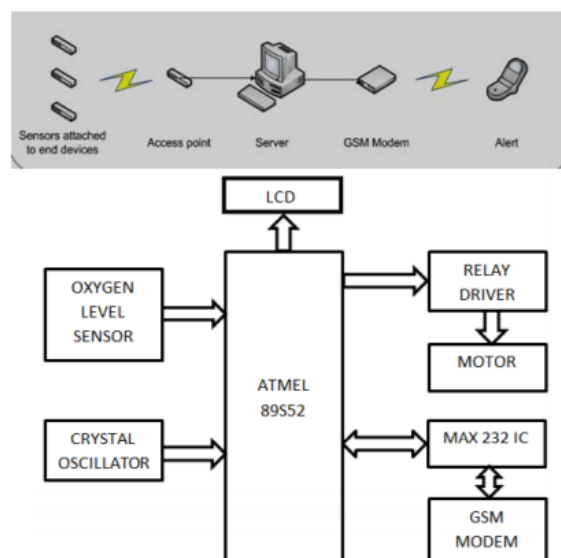 Sensors attached
to end devices
Access point
Server
GSM Modem
Alert
LCD
OXYGEN
LEVEL
SENSOR
RELAY
DRIVER
ATMEL
89S52
MOTOR
CRYSTAL
OSCILLATOR
MAX 232 IC
GSM
MODEM